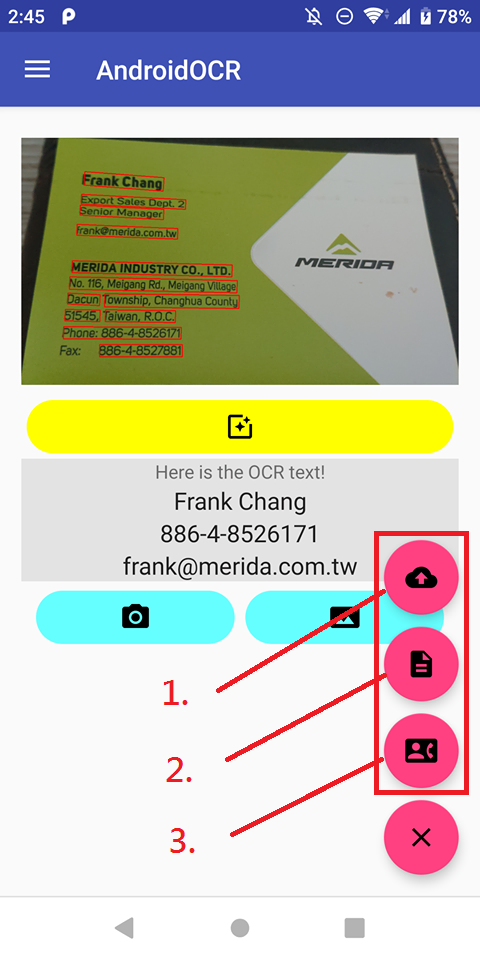 2:45
78%
AndroidOCR
Frank Chang
Export Sales Dept. 2
Senior Manager
frank@merida.com.tw
MERIDA
MERIDA INDUSTRY CO., LTD.
No. 116, Meigang Rd., Meigang Village
Dacun Township, Changhua County
51545, Taiwan, R.O.C.
Phone: 886-4-8526171
Fax: 886-4-8527881
Here is the OCR text!
Frank Chang
886-4-8526171
frank@merida.com.tw
1.
2.
3.